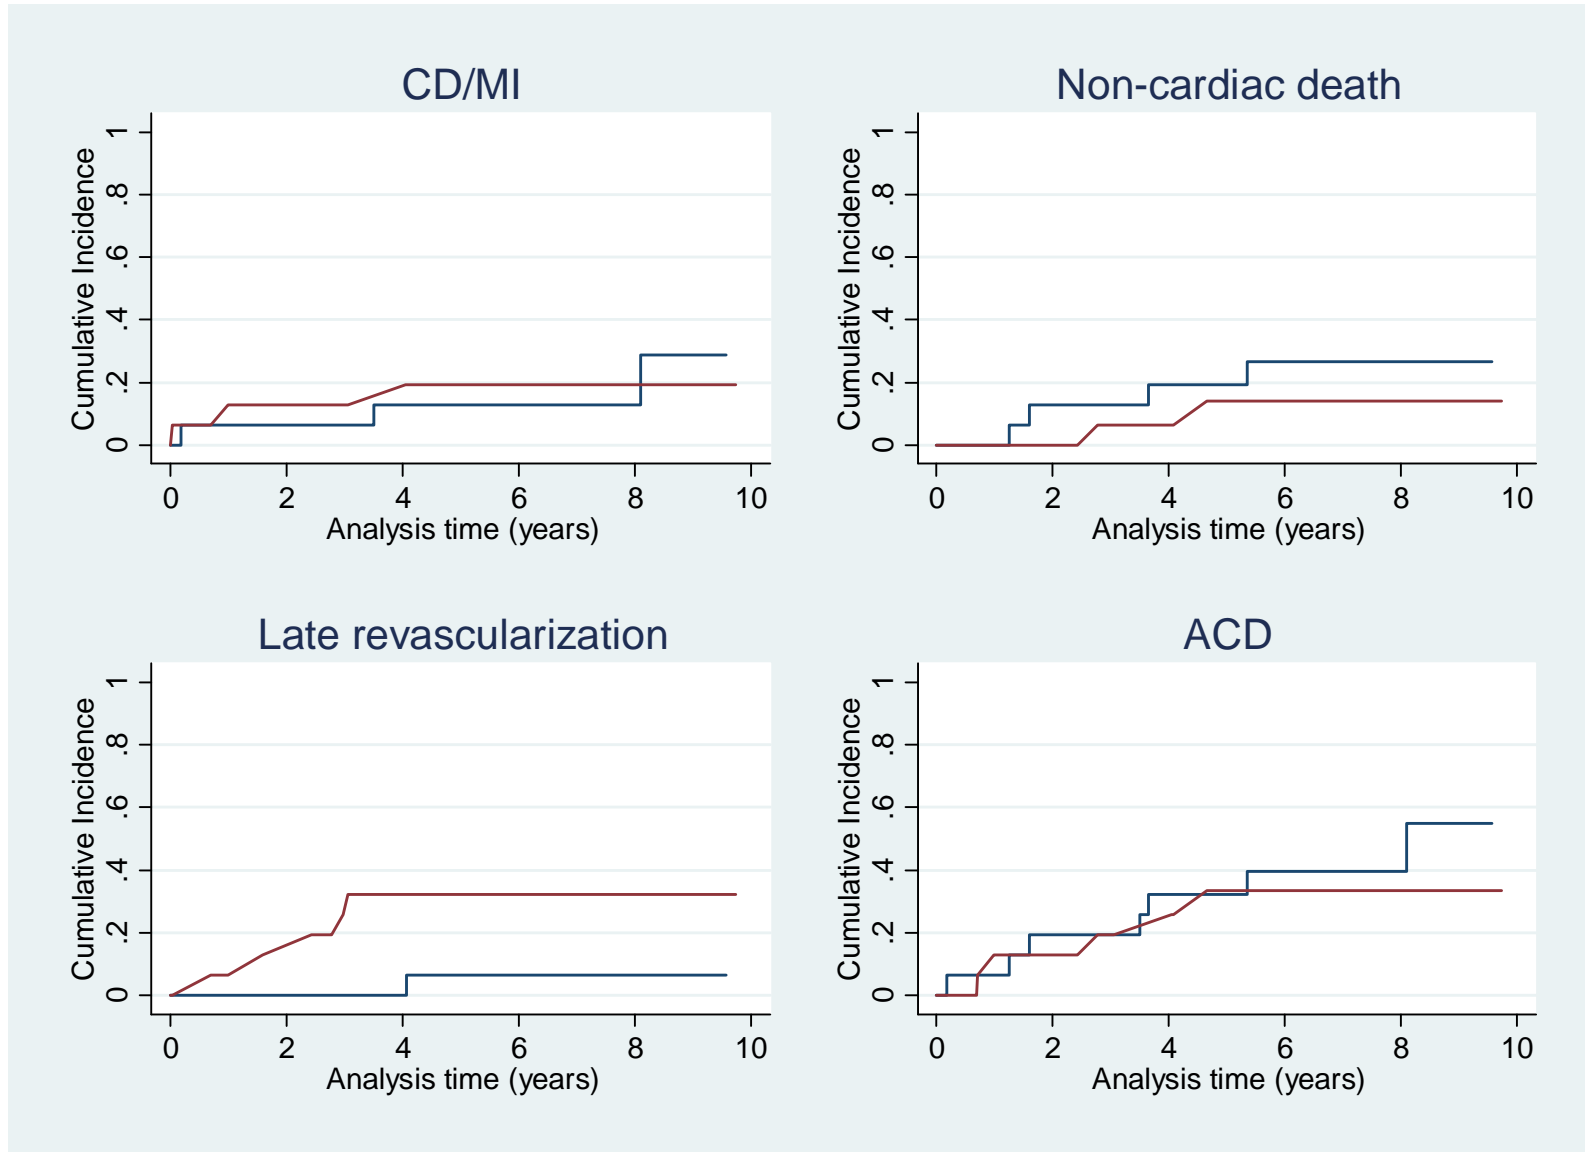 CD/MI
Cumulative Incidence
0 .2 .4 .6 .8 1
0 2 4 6 8 10
Analysis time (years)
Non-cardiac death
Cumulative Incidence
0 .2 .4 .6 .8 1
0 2 4 6 8 10
Analysis time (years)
Late revascularization
Cumulative Incidence
0 .2 .4 .6 .8 1
0 2 4 6 8 10
Analysis time (years)
ACD
Cumulative Incidence
0 .2 .4 .6 .8 1
0 2 4 6 8 10
Analysis time (years)